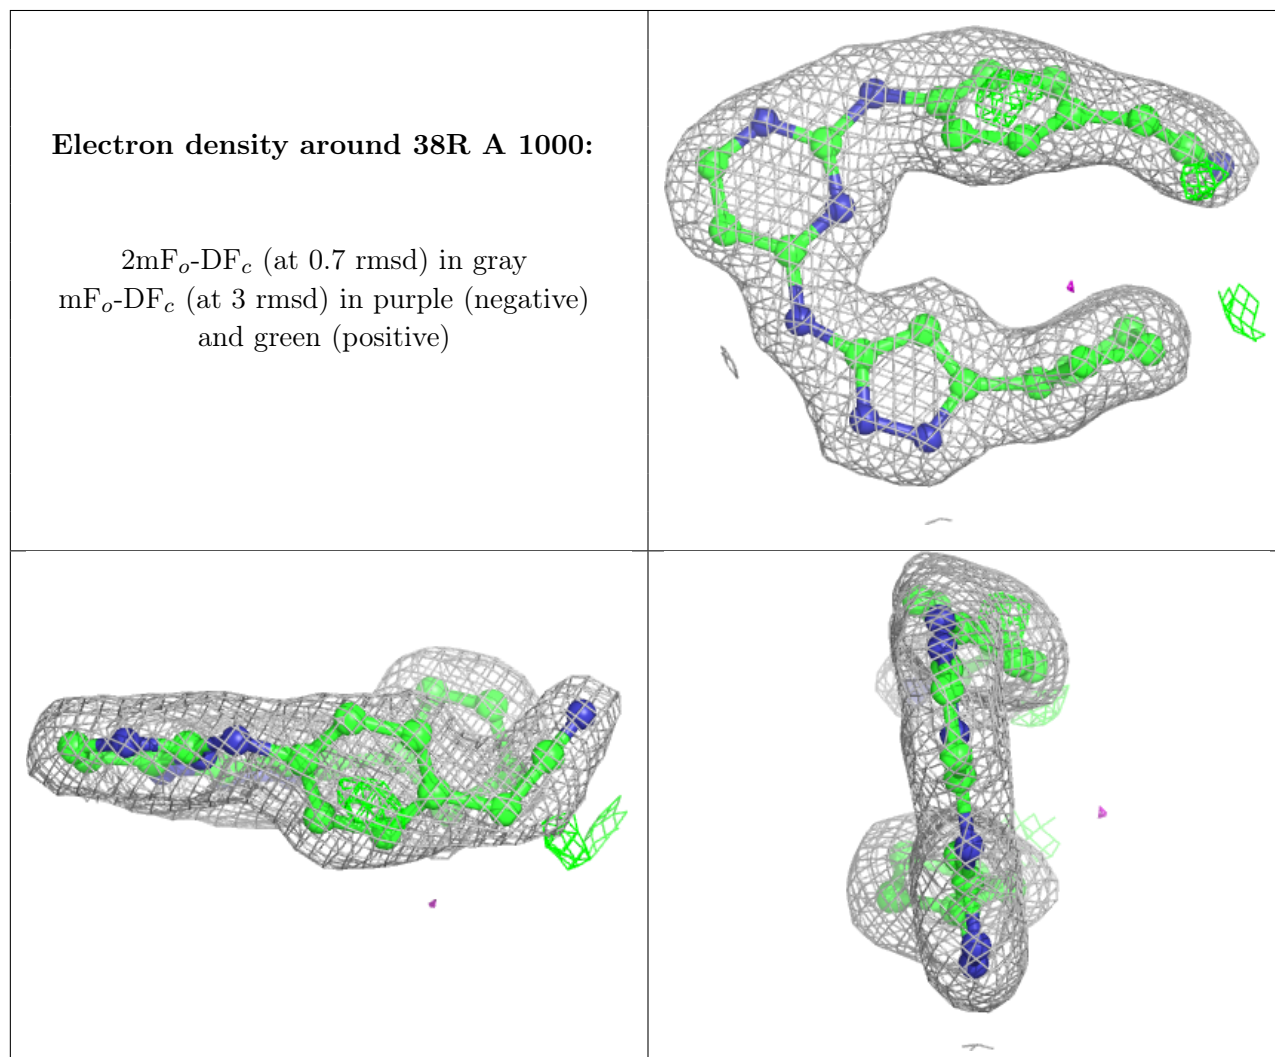 Electron density around 38R A 1000:
2mFₒ-DF𝒸 (at 0.7 rmsd) in gray
mFₒ-DF𝒸 (at 3 rmsd) in purple (negative)
and green (positive)